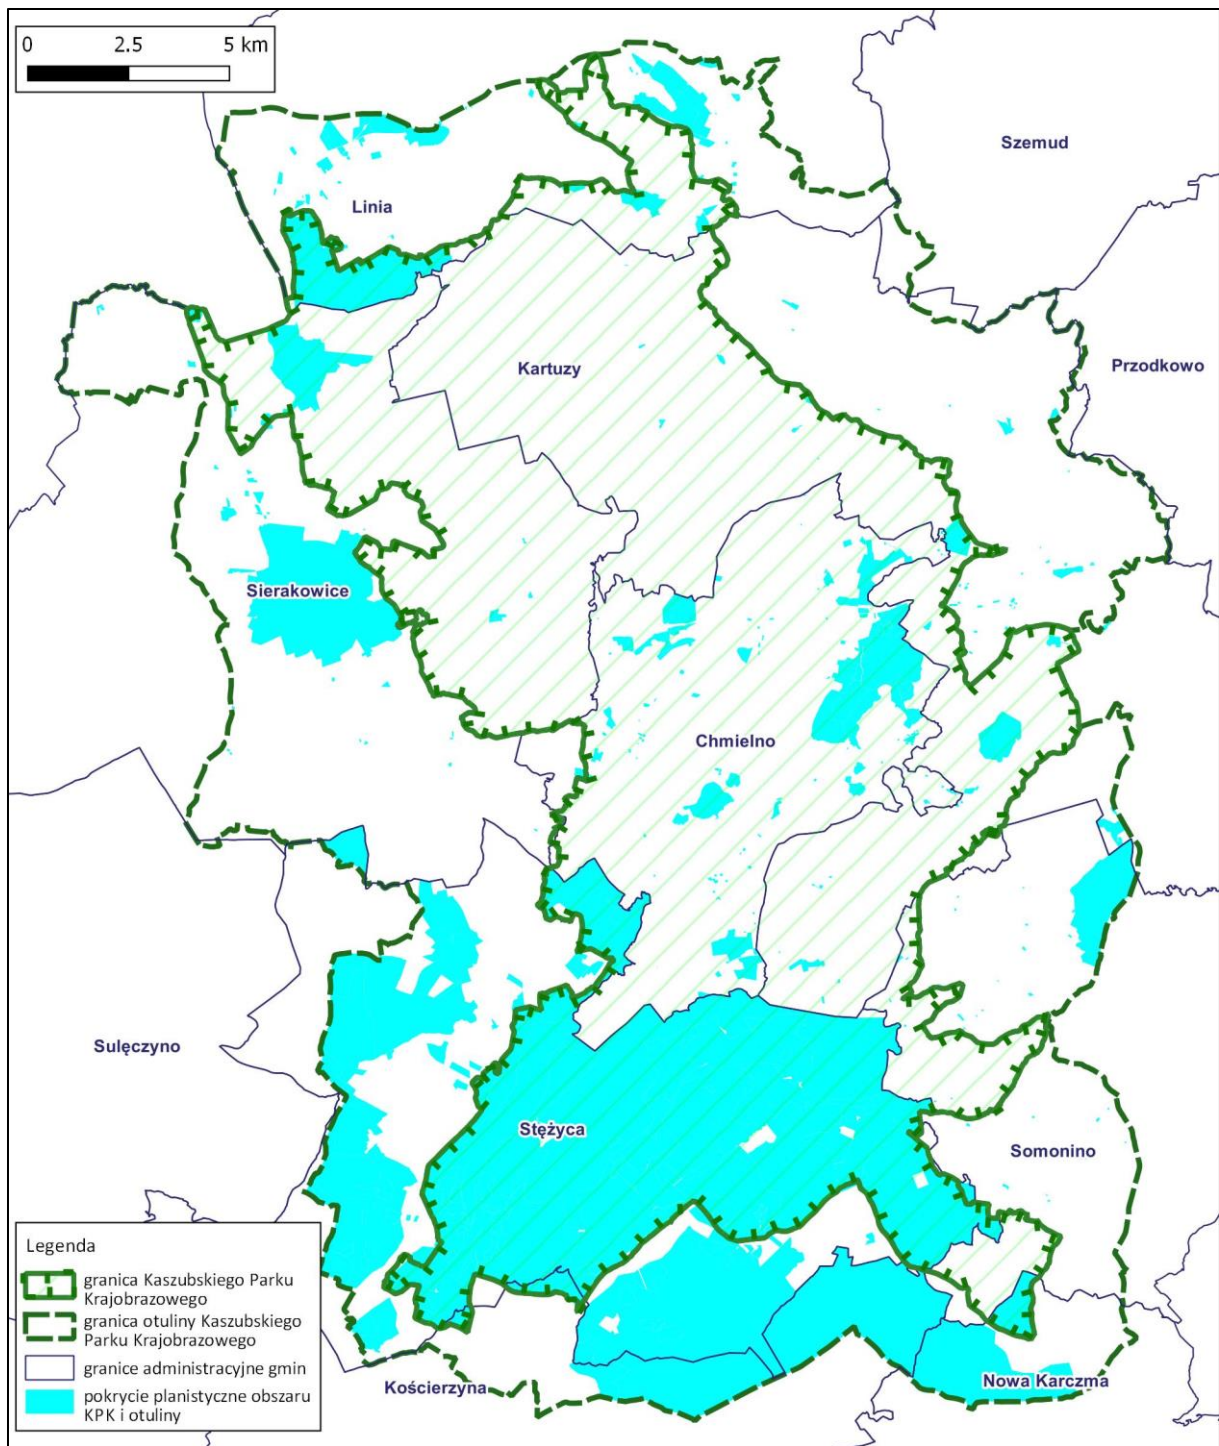 0 2.5 5 km
Szemud
Linia
Przodkowo
Kartuzy
Sierakowice
Chmielno
Sulęczyno
Stężyca
Somonino
Kościerzyna
Nowa Karczma
Legenda
granica Kaszubskiego Parku
Krajobrazowego
granica otuliny Kaszubskiego
Parku Krajobrazowego
granice administracyjne gmin
pokrycie planistyczne obszaru
KPK i otuliny